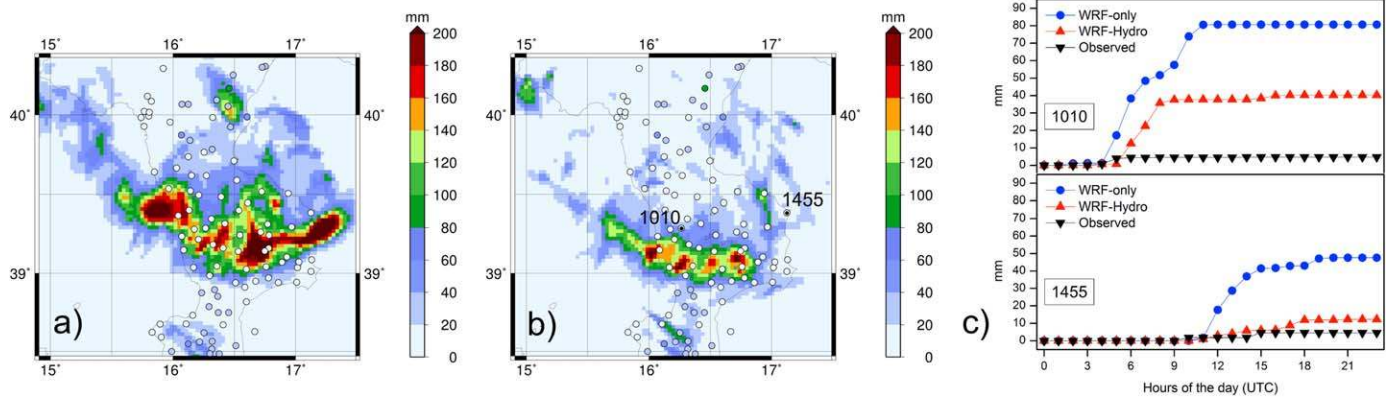 mm
15° 16° 17°
200
180
160
140
120
100
80
60
40
20
0
40° 40°
39° 39°
a)
15° 16° 17°
mm
15° 16° 17°
200
180
160
140
120
100
80
60
40
20
0
40° 40°
1455
1010
39° 39°
b)
15° 16° 17°
c)
90
80
70
60
50
40
30
20
10
0
mm
WRF-only
WRF-Hydro
Observed
1010
90
80
70
60
50
40
30
20
10
0
mm
WRF-only
WRF-Hydro
Observed
1455
0 3 6 9 12 15 18 21
Hours of the day (UTC)